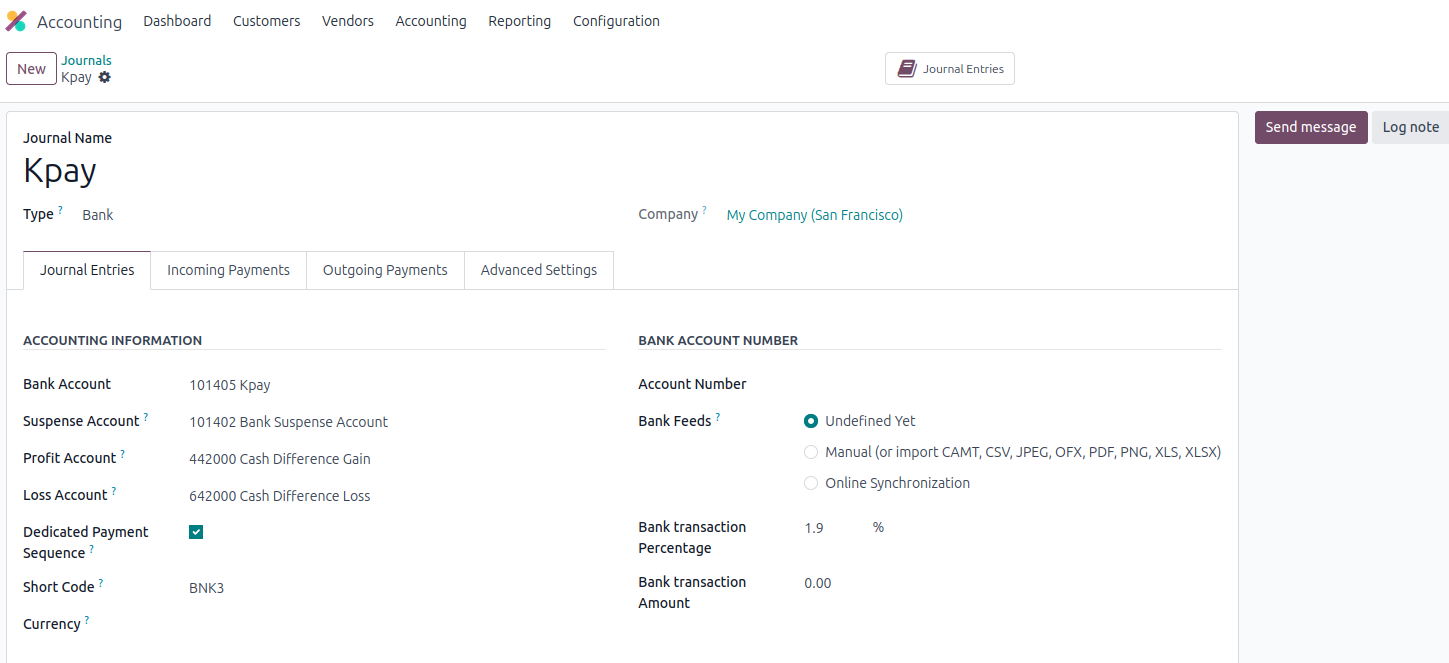 Accounting Dashboard Customers Vendors Accounting Reporting Configuration
New Journals
Kpay
Journal Entries
Send message Log note
Journal Name
Kpay
Type ? Bank
Company ? My Company (San Francisco)
Journal Entries Incoming Payments Outgoing Payments Advanced Settings
ACCOUNTING INFORMATION
Bank Account 101405 Kpay
Suspense Account ? 101402 Bank Suspense Account
Profit Account ? 442000 Cash Difference Gain
Loss Account ? 642000 Cash Difference Loss
Dedicated Payment
Sequence ?
Short Code ? BNK3
Currency ?
BANK ACCOUNT NUMBER
Account Number
Bank Feeds ? Undefined Yet
Manual (or import CAMT, CSV, JPEG, OFX, PDF, PNG, XLS, XLSX)
Online Synchronization
Bank transaction 1.9 %
Percentage
Bank transaction 0.00
Amount